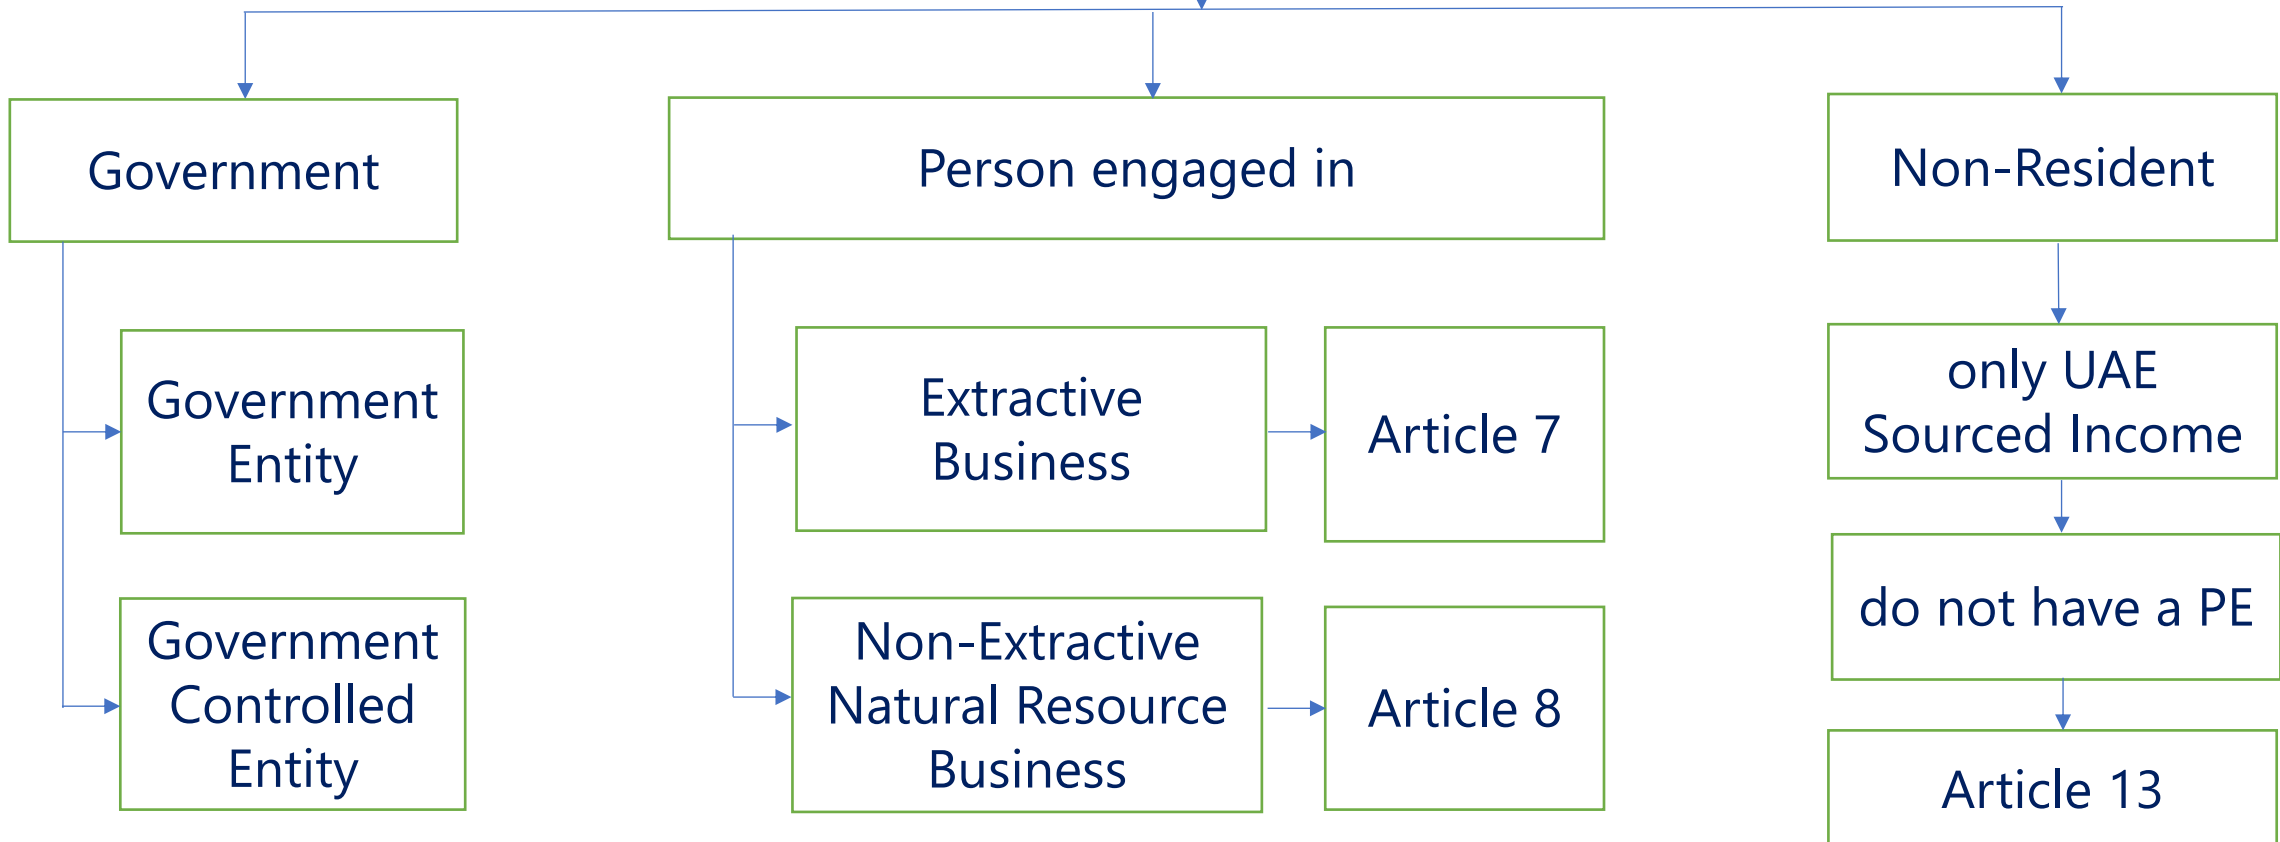 Government
Person engaged in
Non-Resident
Government
Entity
Extractive
Business
Article 7
only UAE
Sourced Income
do not have a PE
Government
Controlled
Entity
Non-Extractive
Natural Resource
Business
Article 8
Article 13